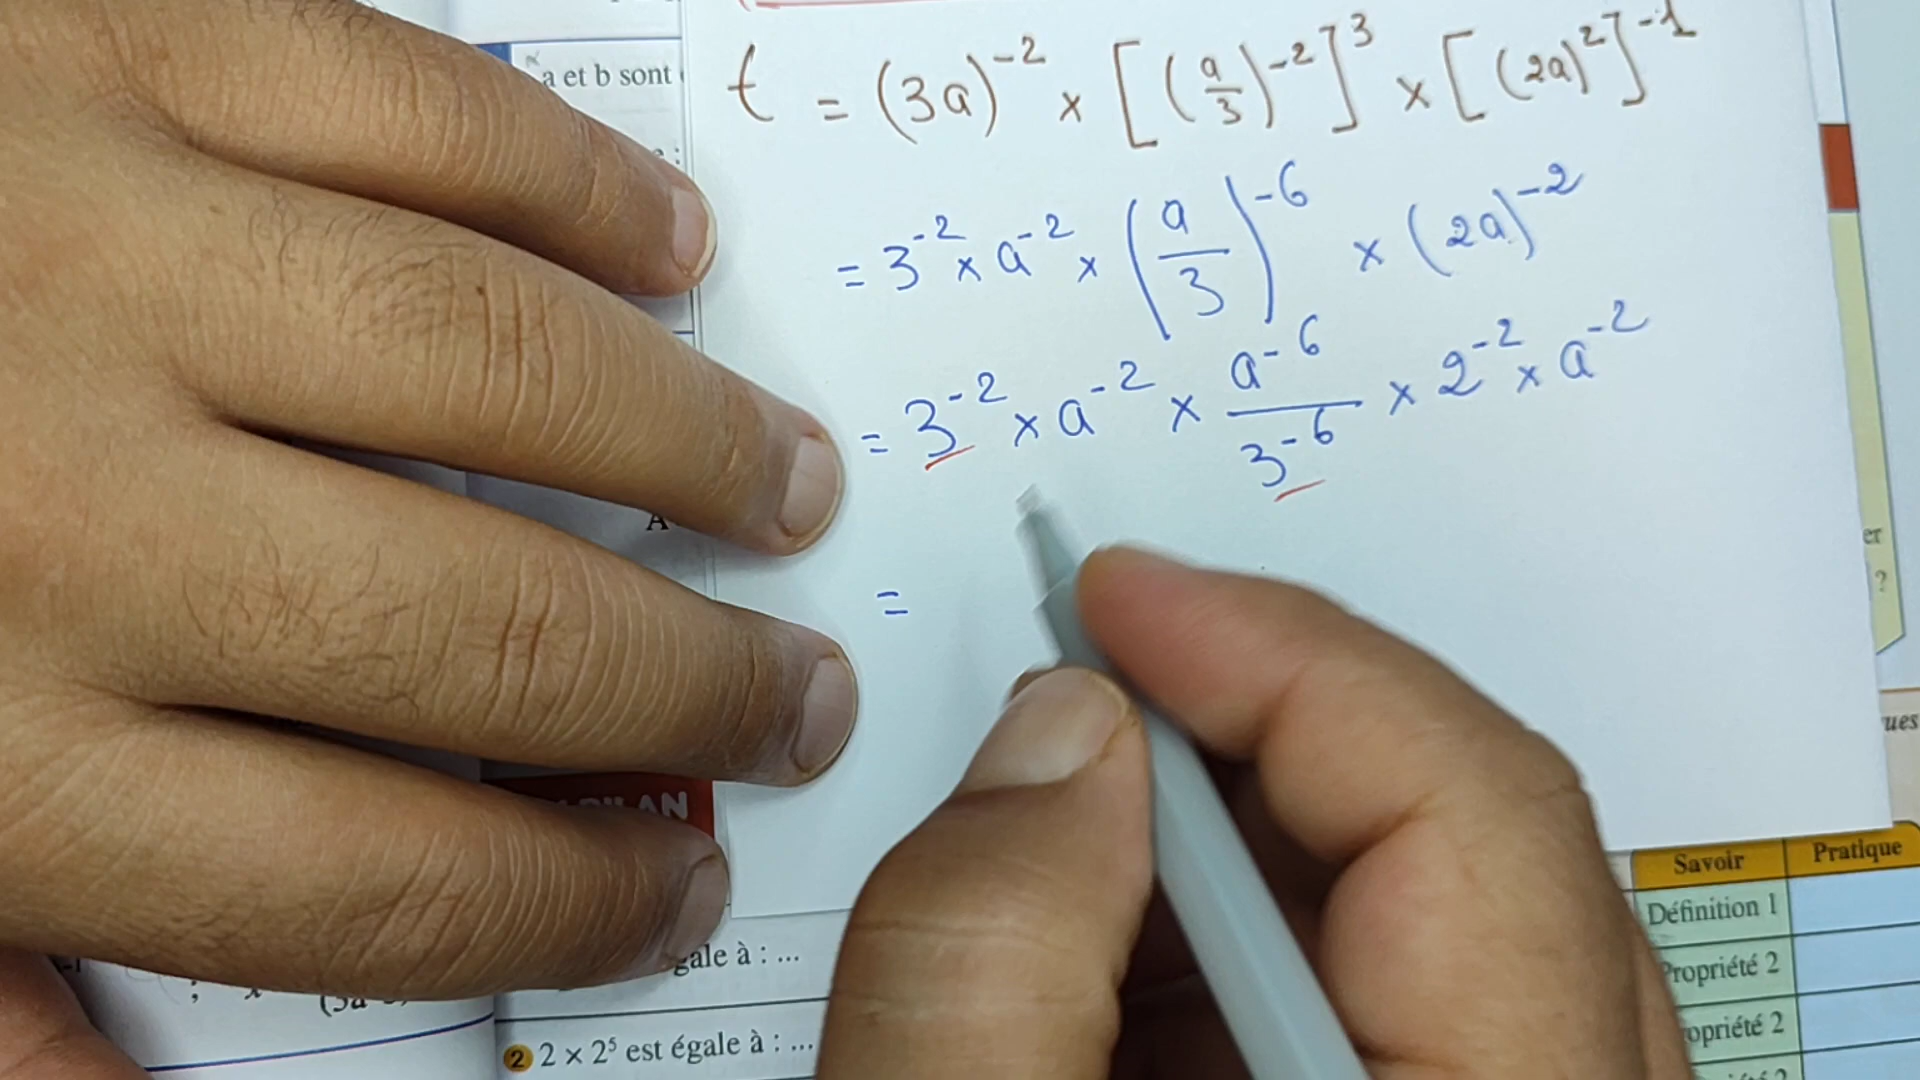 a et b sont
t = (3a)⁻² × [(a/3)⁻²]³ × [(2a)²]⁻¹
= 3⁻² × a⁻² × (a/3)⁻⁶ × (2a)⁻²
= 3⁻² × a⁻² × a⁻⁶/3⁻⁶ × 2⁻² × a⁻²
A
er
?
=
ues
Savoir Pratique
Définition 1
Propriété 2
opriété 2
gale à : ...
2 2 × 2⁵ est égale à : ...